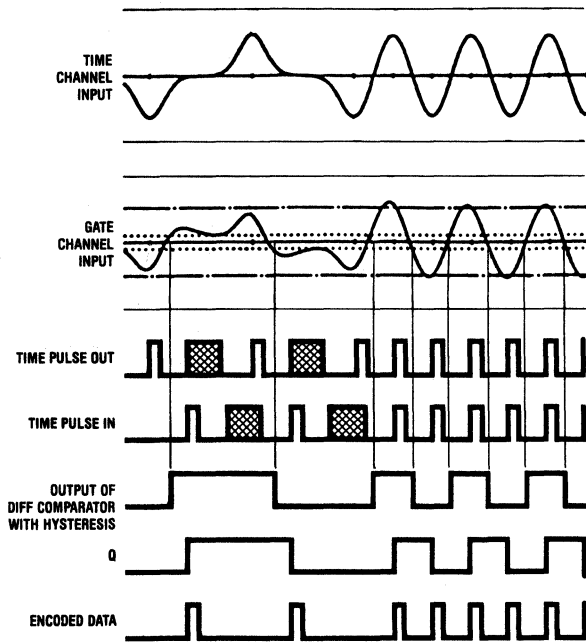 TIME
CHANNEL
INPUT
GATE
CHANNEL
INPUT
TIME PULSE OUT
TIME PULSE IN
OUTPUT OF
DIFF COMPARATOR
WITH HYSTERESIS
Q
ENCODED DATA